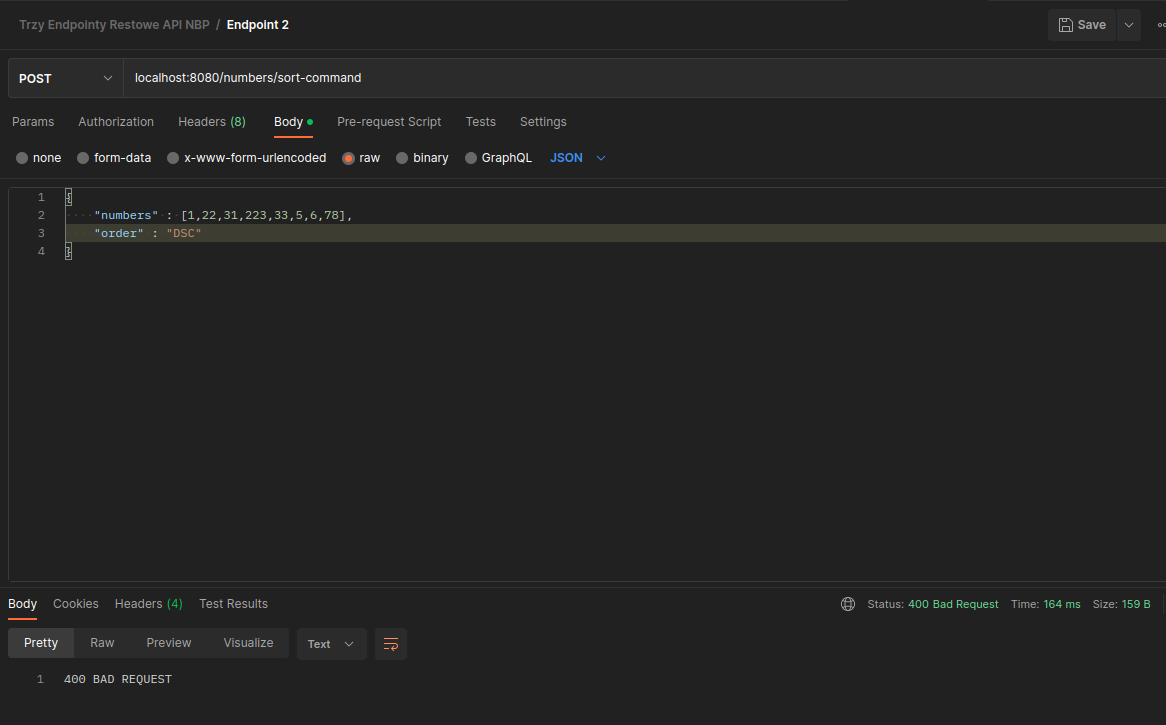 Trzy Endpointy Restowe API NBP / Endpoint 2
Save
POST
localhost:8080/numbers/sort-command
Params Authorization Headers (8) Body Pre-request Script Tests Settings
none form-data x-www-form-urlencoded raw binary GraphQL JSON
1 {
2 "numbers" : [1,22,31,223,33,5,6,78],
3 "order" : "DSC"
4 }
Body Cookies Headers (4) Test Results Status: 400 Bad Request Time: 164 ms Size: 159 B
Pretty Raw Preview Visualize Text
1 400 BAD REQUEST